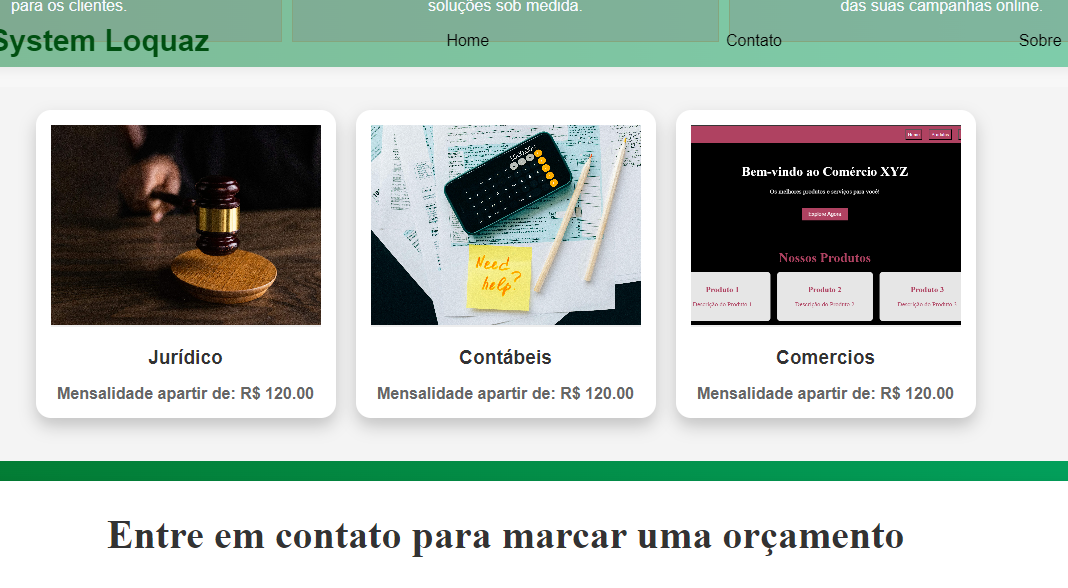 para os clientes.
soluções sob medida.
das suas campanhas online.
System Loquaz
Home
Contato
Sobre
Need
help?
Home
Produtos
Bem-vindo ao Comércio XYZ
Os melhores produtos e serviços para você!
Explore Agora
Nossos Produtos
Produto 1
Produto 2
Produto 3
Descrição do Produto 1
Descrição do Produto 2
Descrição do Produto 3
Jurídico
Contábeis
Comercios
Mensalidade apartir de: R$ 120.00
Mensalidade apartir de: R$ 120.00
Mensalidade apartir de: R$ 120.00
Entre em contato para marcar uma orçamento